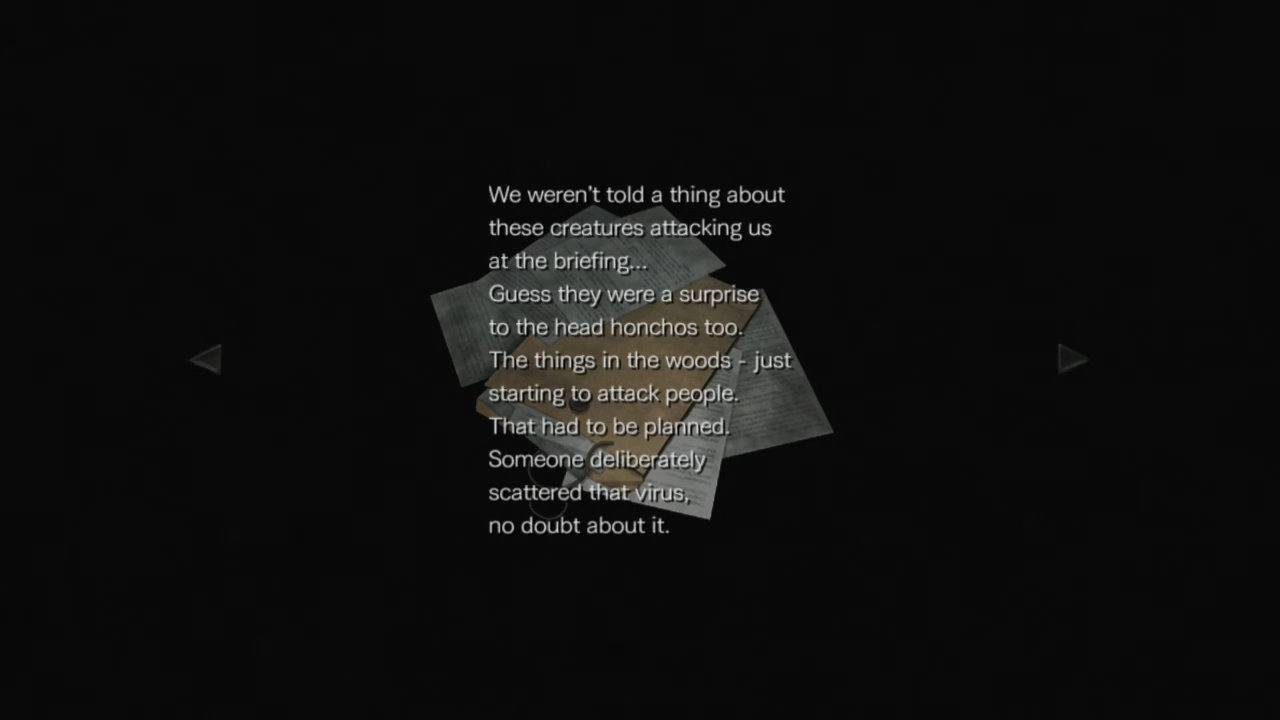 We weren't told a thing about
these creatures attacking us
at the briefing...
Guess they were a surprise
to the head honchos too.
The things in the woods - just
starting to attack people.
That had to be planned.
Someone deliberately
scattered that virus,
no doubt about it.